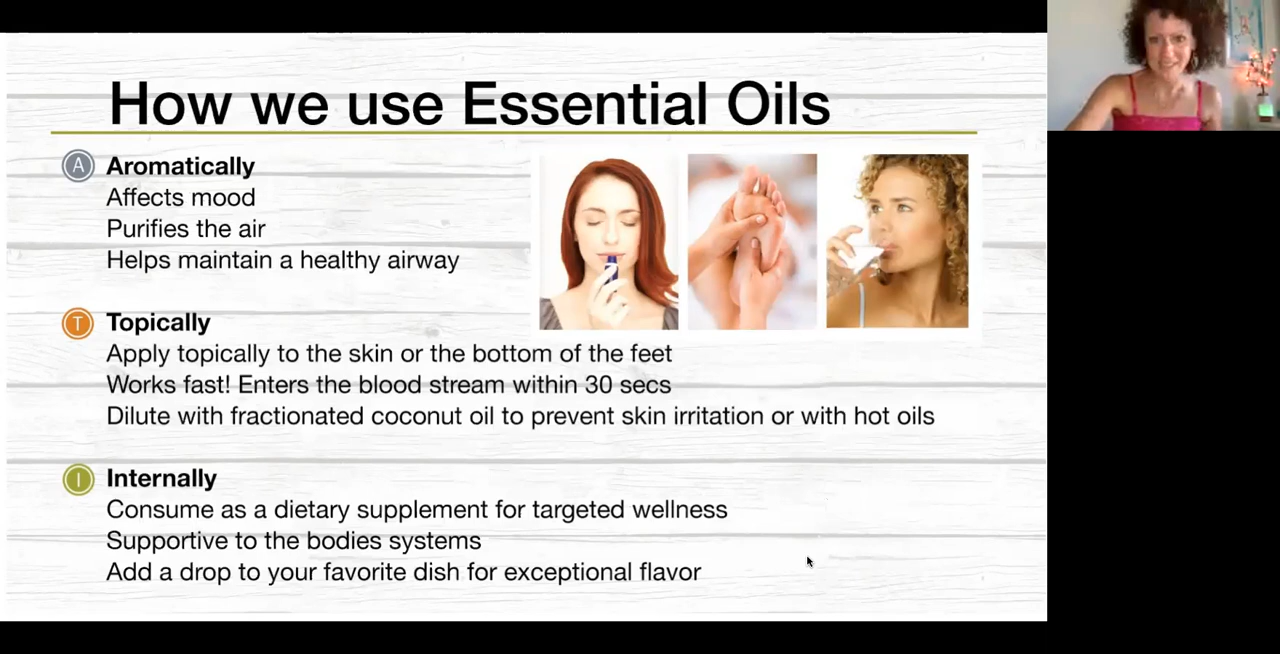 How we use Essential Oils
A Aromatically
Affects mood
Purifies the air
Helps maintain a healthy airway
T Topically
Apply topically to the skin or the bottom of the feet
Works fast! Enters the blood stream within 30 secs
Dilute with fractionated coconut oil to prevent skin irritation or with hot oils
I Internally
Consume as a dietary supplement for targeted wellness
Supportive to the bodies systems
Add a drop to your favorite dish for exceptional flavor